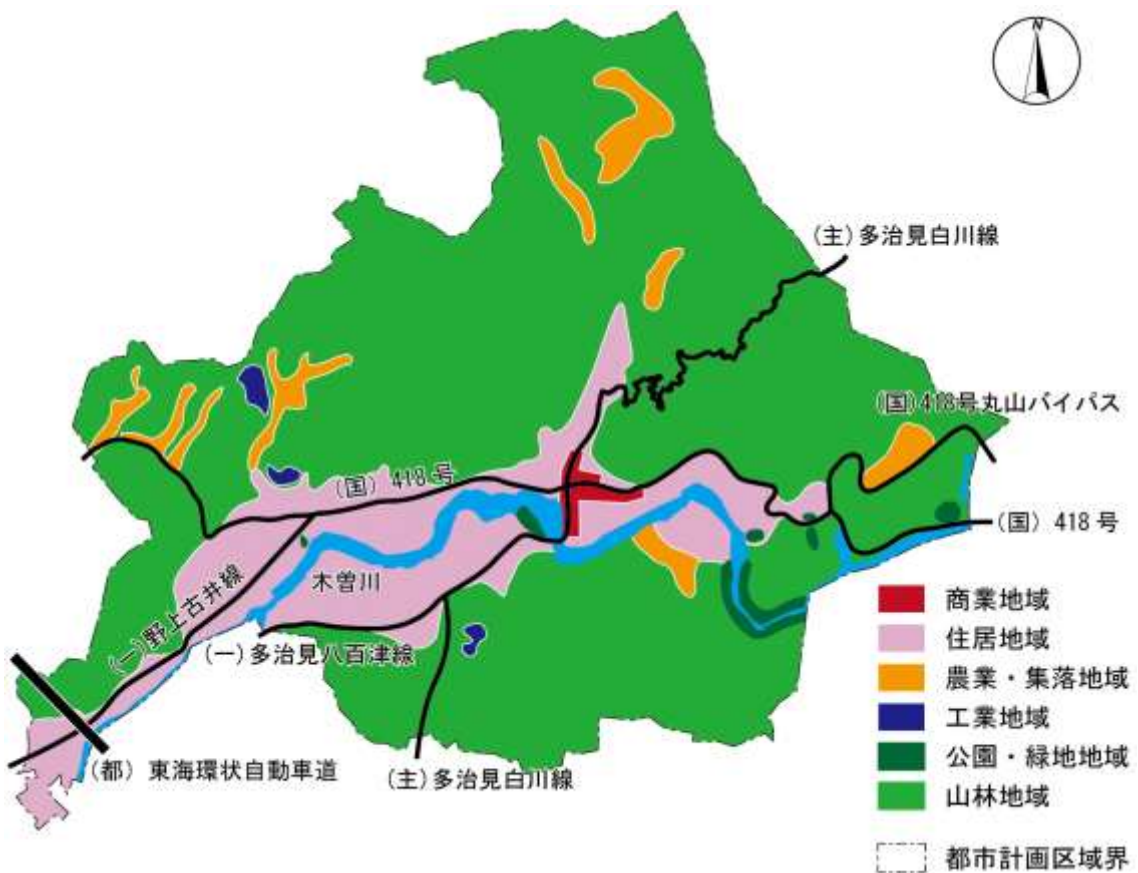 N
(主)多治見白川線
(国)418号丸山バイパス
(国)418号
(国)418号
木曽川
(一)野上古井線
(一)多治見八百津線
(都)東海環状自動車道
(主)多治見白川線
商業地域
住居地域
農業・集落地域
工業地域
公園・緑地地域
山林地域
都市計画区域界